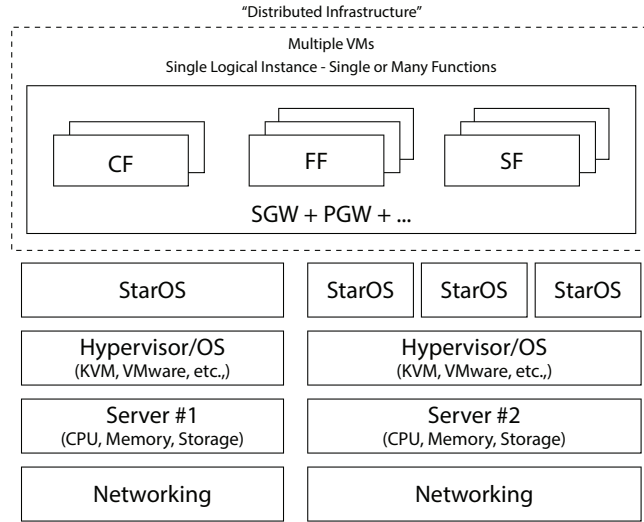 “Distributed Infrastructure”
Multiple VMs
Single Logical Instance - Single or Many Functions
CF
FF
SF
SGW + PGW + ...
StarOS
StarOS
StarOS
StarOS
Hypervisor/OS
(KVM, VMware, etc.,)
Hypervisor/OS
(KVM, VMware, etc.,)
Server #1
(CPU, Memory, Storage)
Server #2
(CPU, Memory, Storage)
Networking
Networking